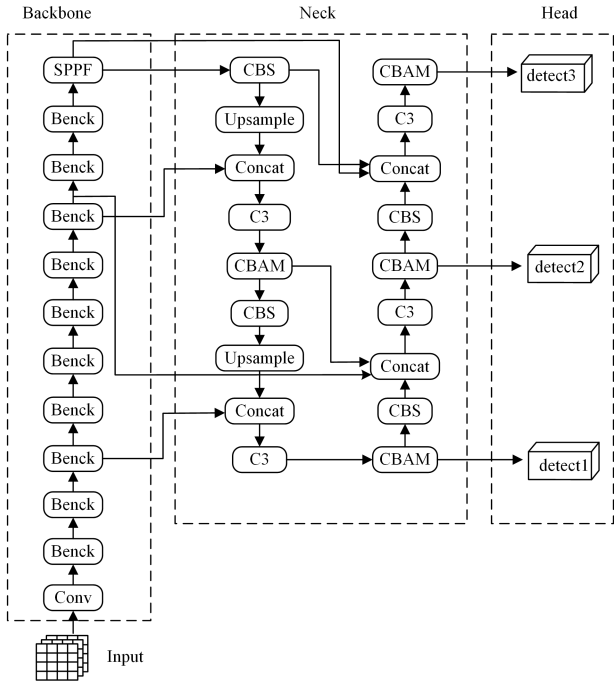 Backbone
Neck
Head
SPPF
Benck
Benck
Benck
Benck
Benck
Benck
Benck
Benck
Benck
Benck
Conv
Input
CBS
Upsample
Concat
C3
CBAM
CBS
Upsample
Concat
C3
CBAM
C3
Concat
CBS
CBAM
C3
Concat
CBS
CBAM
detect3
detect2
detect1